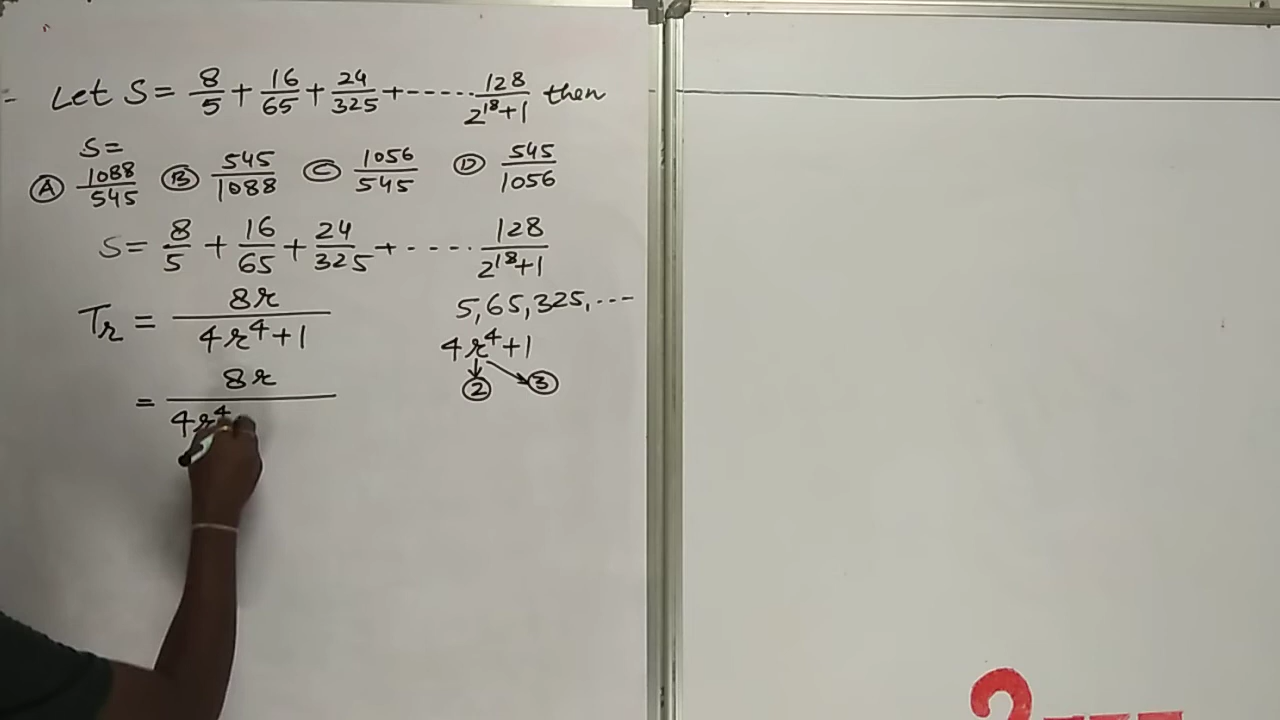 Let S = 8/5 + 16/65 + 24/325 + ------ 128/2^18+1 then
S =
Ⓐ 1088/545 Ⓑ 545/1088 Ⓒ 1056/545 Ⓓ 545/1056
S = 8/5 + 16/65 + 24/325 + ---- 128/2^18+1
T_r = 8r/4r^4+1 5, 65, 325, ---
4r^4+1
= 8r/4r^4 ② ③